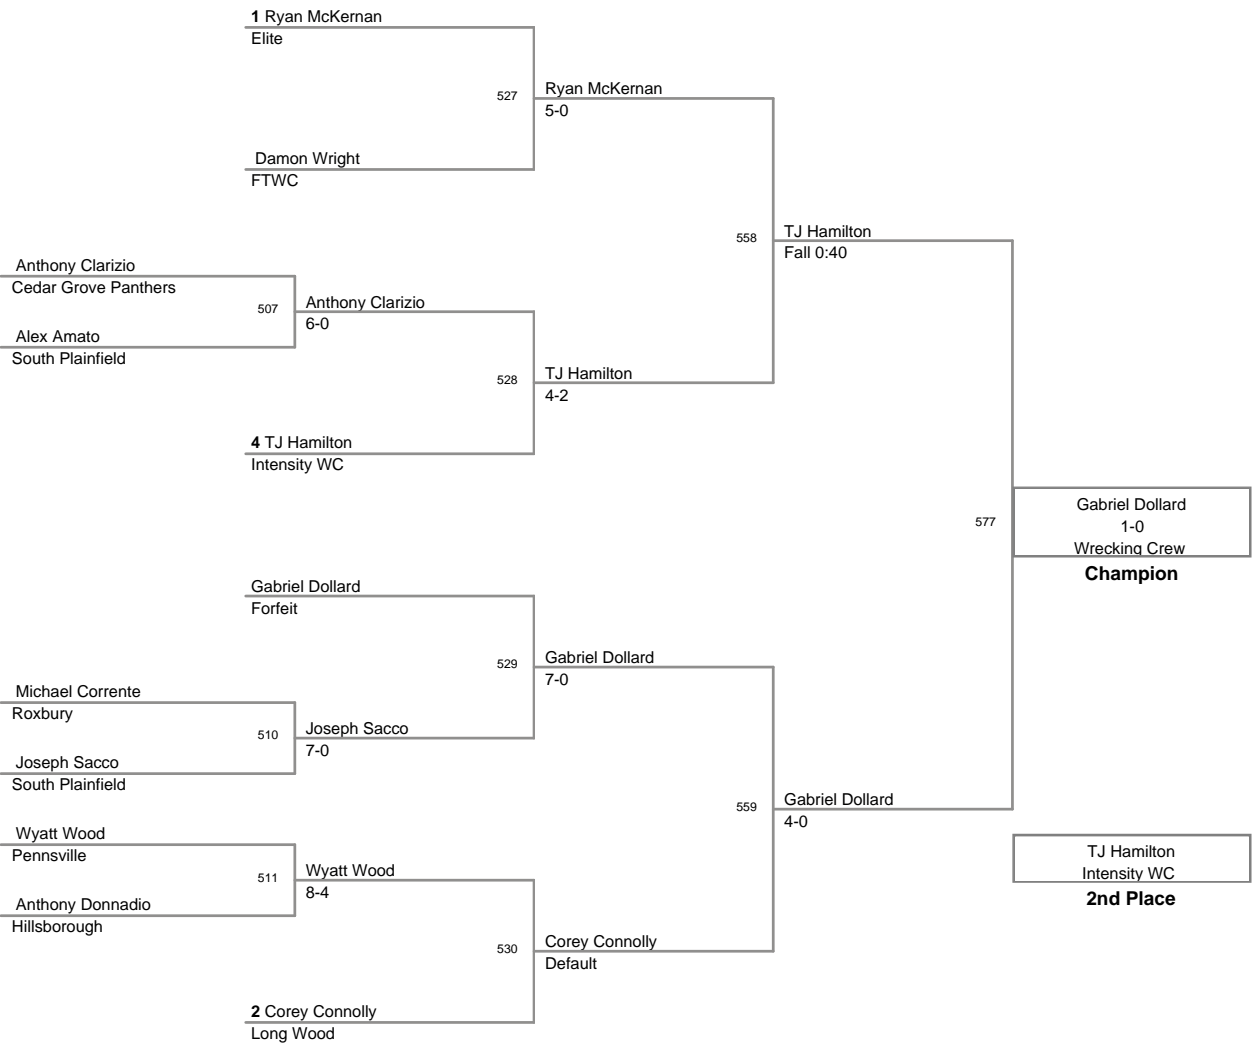 1 Ryan McKernan
Elite
527
Ryan McKernan
5-0
Damon Wright
FTWC
558
TJ Hamilton
Fall 0:40
Anthony Clarizio
Cedar Grove Panthers
507
Anthony Clarizio
6-0
Alex Amato
South Plainfield
528
TJ Hamilton
4-2
4 TJ Hamilton
Intensity WC
577
Gabriel Dollard
1-0
Wrecking Crew
Champion
Gabriel Dollard
Forfeit
529
Gabriel Dollard
7-0
Michael Corrente
Roxbury
510
Joseph Sacco
7-0
Joseph Sacco
South Plainfield
559
Gabriel Dollard
4-0
Wyatt Wood
Pennsville
511
Wyatt Wood
8-4
Anthony Donnadio
Hillsborough
TJ Hamilton
Intensity WC
2nd Place
530
Corey Connolly
Default
2 Corey Connolly
Long Wood